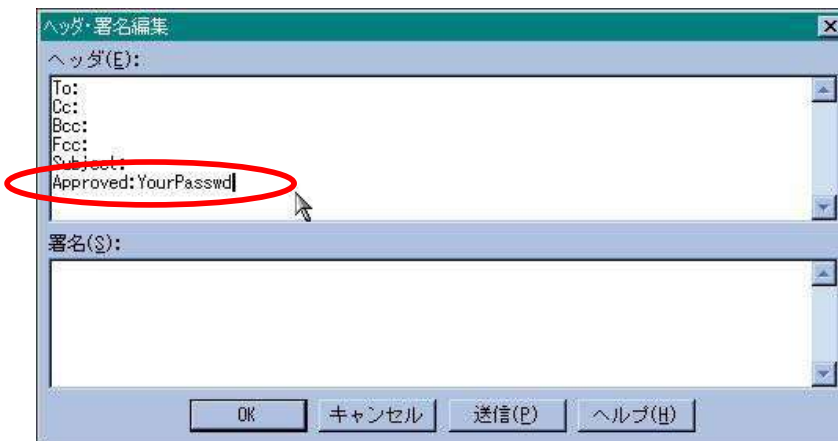 ヘッダ・署名編集
ヘッダ(E):
To:
Cc:
Bcc:
Fcc:
Subject:
Approved:YourPasswd
署名(S):
OK キャンセル 送信(P) ヘルプ(H)